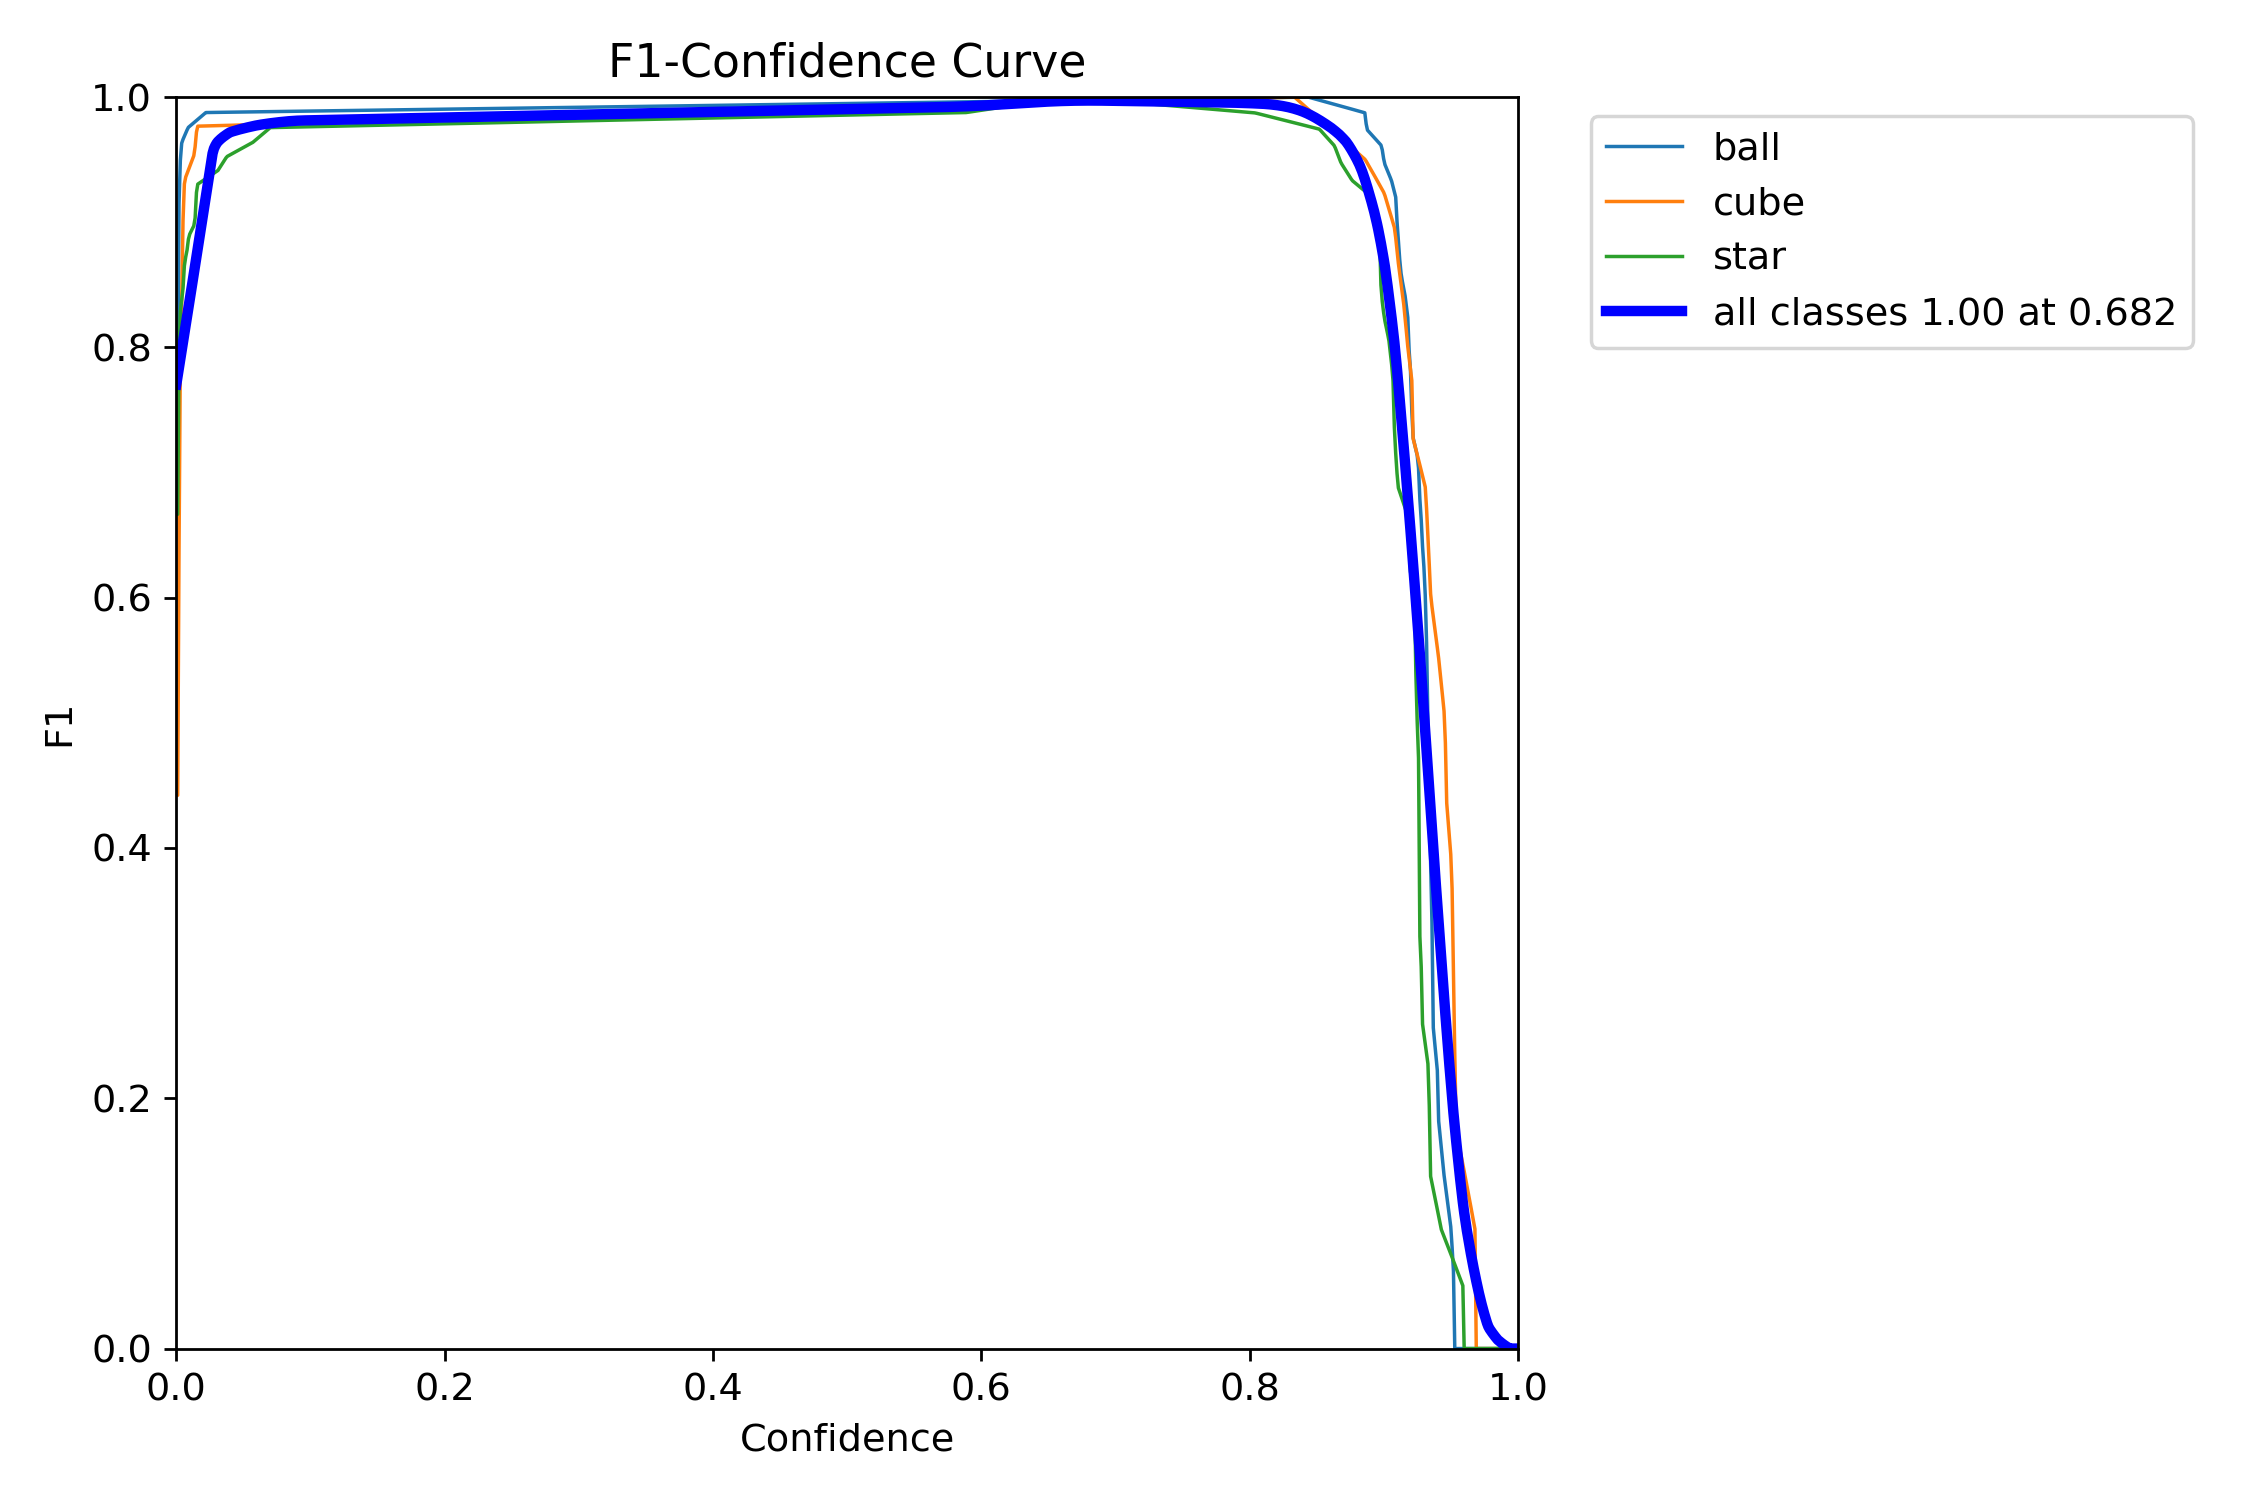 F1-Confidence Curve
1.0
0.8
0.6
0.4
0.2
0.0
F1
0.0 0.2 0.4 0.6 0.8 1.0
Confidence
ball
cube
star
all classes 1.00 at 0.682